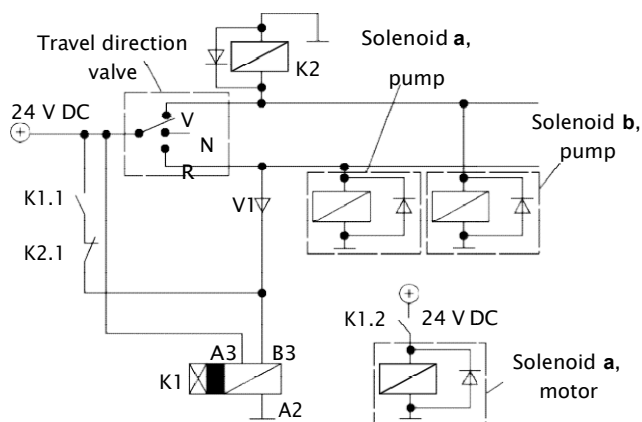 Travel direction
valve
K2
Solenoid a,
pump
24 V DC
V
N
R
Solenoid b,
pump
K1.1
V1
K2.1
K1.2
24 V DC
A3
B3
K1
A2
Solenoid a,
motor